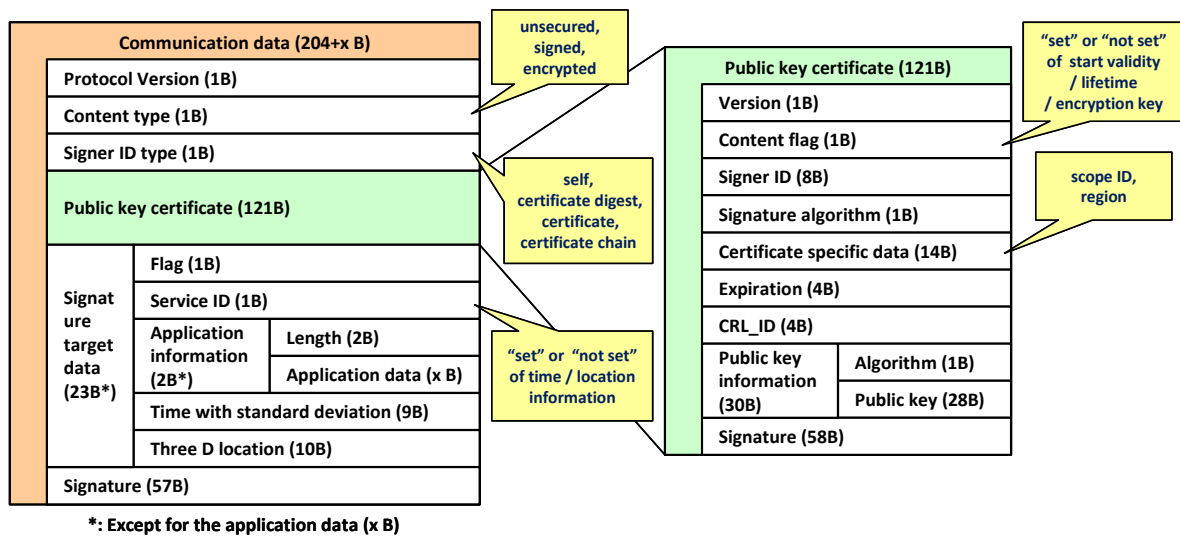 Communication data (204+x B)
Protocol Version (1B)
Content type (1B)
Signer ID type (1B)
Public key certificate (121B)
Signat
ure
target
data
(23B*)
Flag (1B)
Service ID (1B)
Application
information
(2B*)
Length (2B)
Application data (x B)
Time with standard deviation (9B)
Three D location (10B)
Signature (57B)
*: Except for the application data (x B)
unsecured,
signed,
encrypted
self,
certificate digest,
certificate,
certificate chain
“set” or “not set”
of time / location
information
Public key certificate (121B)
Version (1B)
Content flag (1B)
Signer ID (8B)
Signature algorithm (1B)
Certificate specific data (14B)
Expiration (4B)
CRL_ID (4B)
Public key
information
(30B)
Algorithm (1B)
Public key (28B)
Signature (58B)
“set” or “not set”
of start validity
/ lifetime
/ encryption key
scope ID,
region